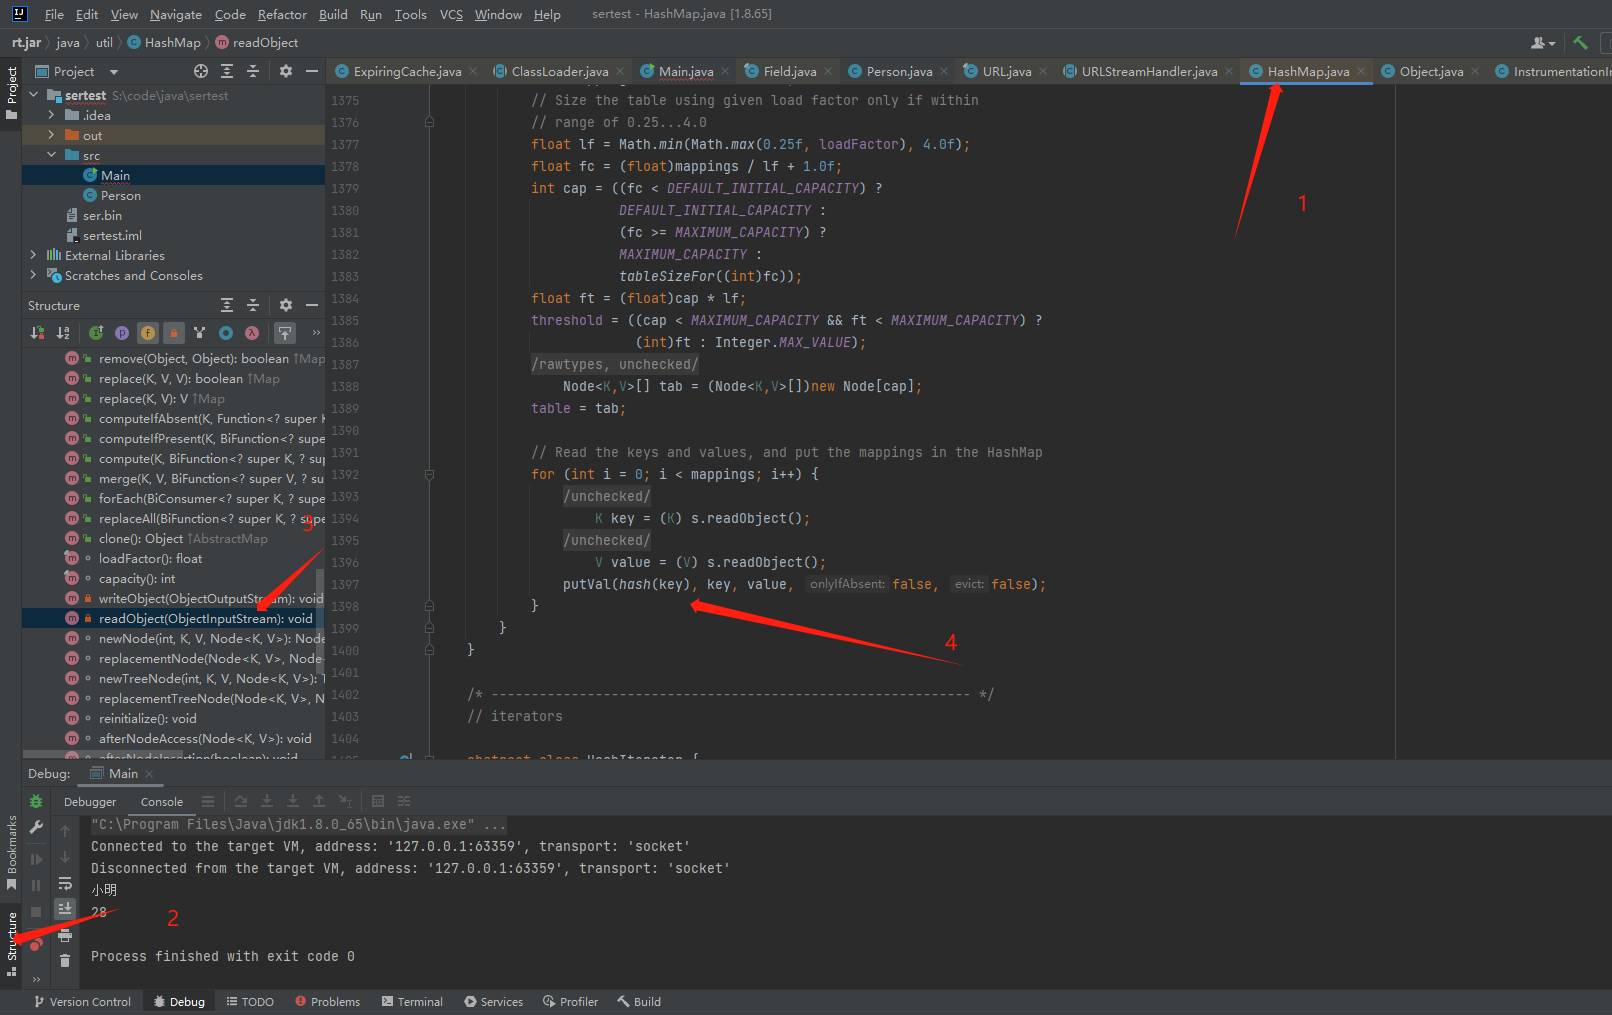 File Edit View Navigate Code Refactor Build Run Tools VCS Window Help sertest - HashMap.java [1.8.65]
rt.jar java util HashMap readObject
Project
ExpiringCache.java ClassLoader.java Main.java Field.java Person.java URL.java URLStreamHandler.java HashMap.java Object.java InstrumentationI
Project
sertest S:\code\java\sertest
.idea
out
src
Main
Person
ser.bin
sertest.iml
External Libraries
Scratches and Consoles
Structure
remove(Object, Object): boolean ↑Map
replace(K, V, V): boolean ↑Map
replace(K, V): V ↑Map
computeIfAbsent(K, Function<? super K
computeIfPresent(K, BiFunction<? supe
compute(K, BiFunction<? super K, ? sup
merge(K, V, BiFunction<? super V, ? su
forEach(BiConsumer<? super K, ? supe
replaceAll(BiFunction<? super K, ? supe
clone(): Object ↑AbstractMap
loadFactor(): float
capacity(): int
writeObject(ObjectOutputStream): void
readObject(ObjectInputStream): void
newNode(int, K, V, Node<K, V>): Node
replacementNode(Node<K, V>, Node
newTreeNode(int, K, V, Node<K, V>): T
replacementTreeNode(Node<K, V>, N
reinitialize(): void
afterNodeAccess(Node<K, V>): void
afterNodeInsertion(boolean): void
3
1375 // Size the table using given load factor only if within
1376 // range of 0.25...4.0
1377 float lf = Math.min(Math.max(0.25f, loadFactor), 4.0f);
1378 float fc = (float)mappings / lf + 1.0f;
1379 int cap = ((fc < DEFAULT_INITIAL_CAPACITY) ?
1380 DEFAULT_INITIAL_CAPACITY :
1381 (fc >= MAXIMUM_CAPACITY) ?
1382 MAXIMUM_CAPACITY :
1383 tableSizeFor((int)fc));
1384 float ft = (float)cap * lf;
1385 threshold = ((cap < MAXIMUM_CAPACITY && ft < MAXIMUM_CAPACITY) ?
1386 (int)ft : Integer.MAX_VALUE);
1387 /rawtypes, unchecked/
1388 Node<K,V>[] tab = (Node<K,V>[])new Node[cap];
1389 table = tab;
1390
1391 // Read the keys and values, and put the mappings in the HashMap
1392 for (int i = 0; i < mappings; i++) {
1393 /unchecked/
1394 K key = (K) s.readObject();
1395 /unchecked/
1396 V value = (V) s.readObject();
1397 putVal(hash(key), key, value, onlyIfAbsent: false, evict: false);
1398 }
1399 }
1400 }
1401
1402 /* ------------------------------------------------------------ */
1403 // iterators
1404
1405 abstract class HashIterator {
1
4
Debug: Main
Debugger Console
"C:\Program Files\Java\jdk1.8.0_65\bin\java.exe" ...
Connected to the target VM, address: '127.0.0.1:63359', transport: 'socket'
Disconnected from the target VM, address: '127.0.0.1:63359', transport: 'socket'
小明
28
2
Process finished with exit code 0
Bookmarks
Structure
Version Control Debug TODO Problems Terminal Services Profiler Build